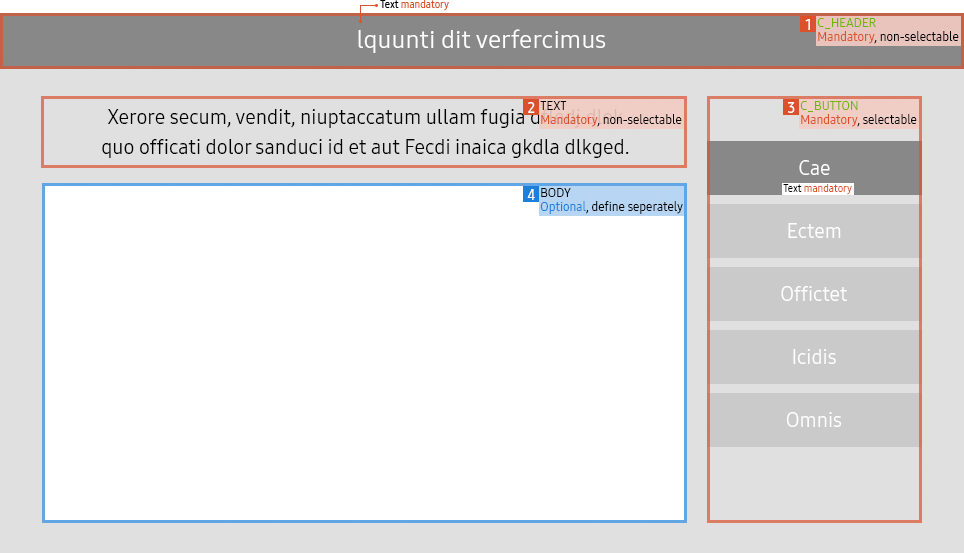 Text mandatory
lquunti dit verfercimus
1 C_HEADER
Mandatory, non-selectable
Xerore secum, vendit, niuptaccatum ullam fugia
quo officati dolor sanduci id et aut Fecdi inaica gkdla dlkged.
2 TEXT
Mandatory, non-selectable
3 C_BUTTON
Mandatory, selectable
Cae
Text mandatory
Ectem
Offictet
Icidis
Omnis
4 BODY
Optional, define seperately